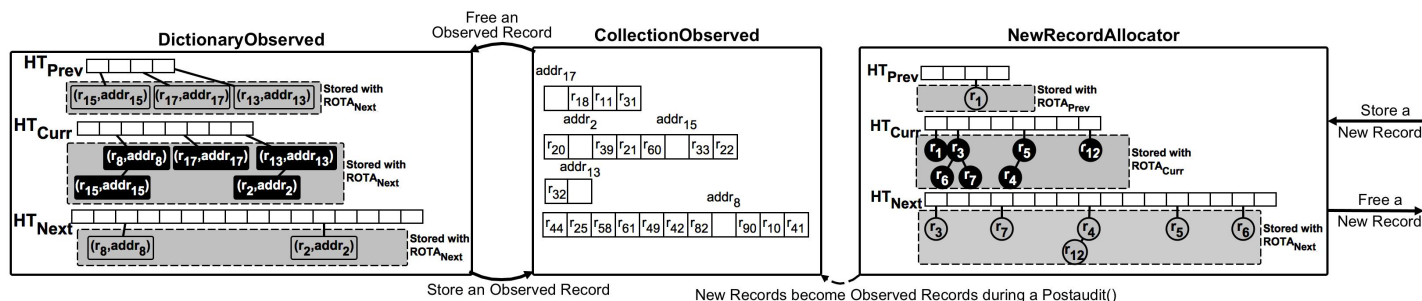 Free an
Observed Record
DictionaryObserved
CollectionObserved
NewRecordAllocator
HTPrev
(r15,addr15) (r17,addr17) (r13,addr13)
Stored with
ROTANext
HTCurr
(r8,addr8) (r17,addr17) (r13,addr13)
(r15,addr15) (r2,addr2)
Stored with
ROTANext
HTNext
(r8,addr8) (r2,addr2)
Stored with
ROTANext
addr17
r18 r11 r31
addr2 addr15
r20 r39 r21 r60 r33 r22
addr13
r32
addr8
r44 r25 r58 r61 r49 r42 r82 r90 r10 r41
HTPrev
r1
Stored with
ROTAPrev
HTCurr
r1 r3 r5 r12
r6 r7 r4
Stored with
ROTACurr
HTNext
r3 r7 r4 r5 r6
r12
Stored with
ROTANext
Store a
New Record
Free a
New Record
Store an Observed Record
New Records become Observed Records during a Postaudit()